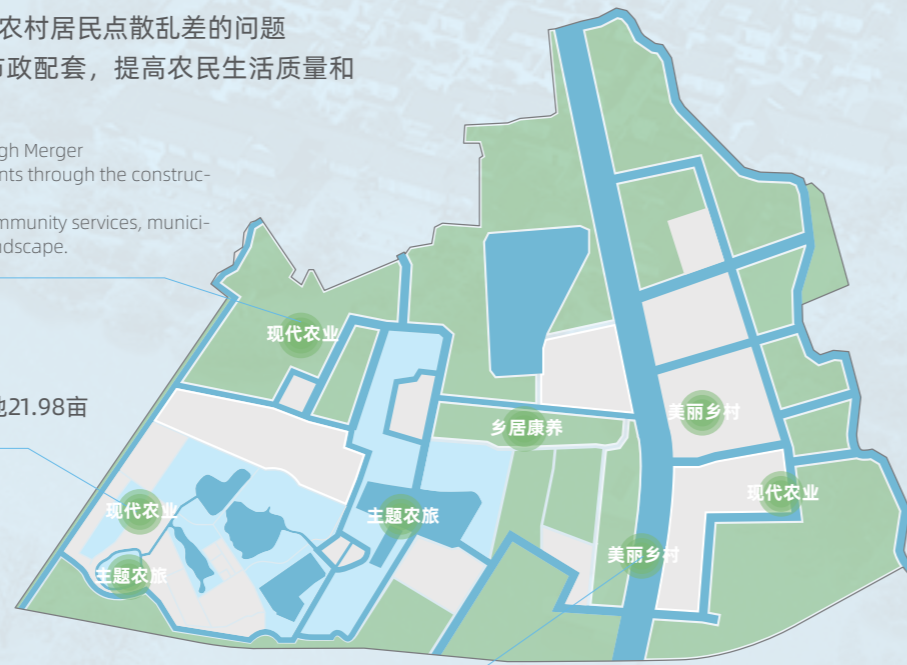 农村居民点散乱差的问题
市政配套，提高农民生活质量和
gh Merger
nts through the construc-
mmunity services, munici-
ndscape.
现代农业
地21.98亩
美丽乡村
乡居康养
现代农业
现代农业
主题农旅
美丽乡村
主题农旅